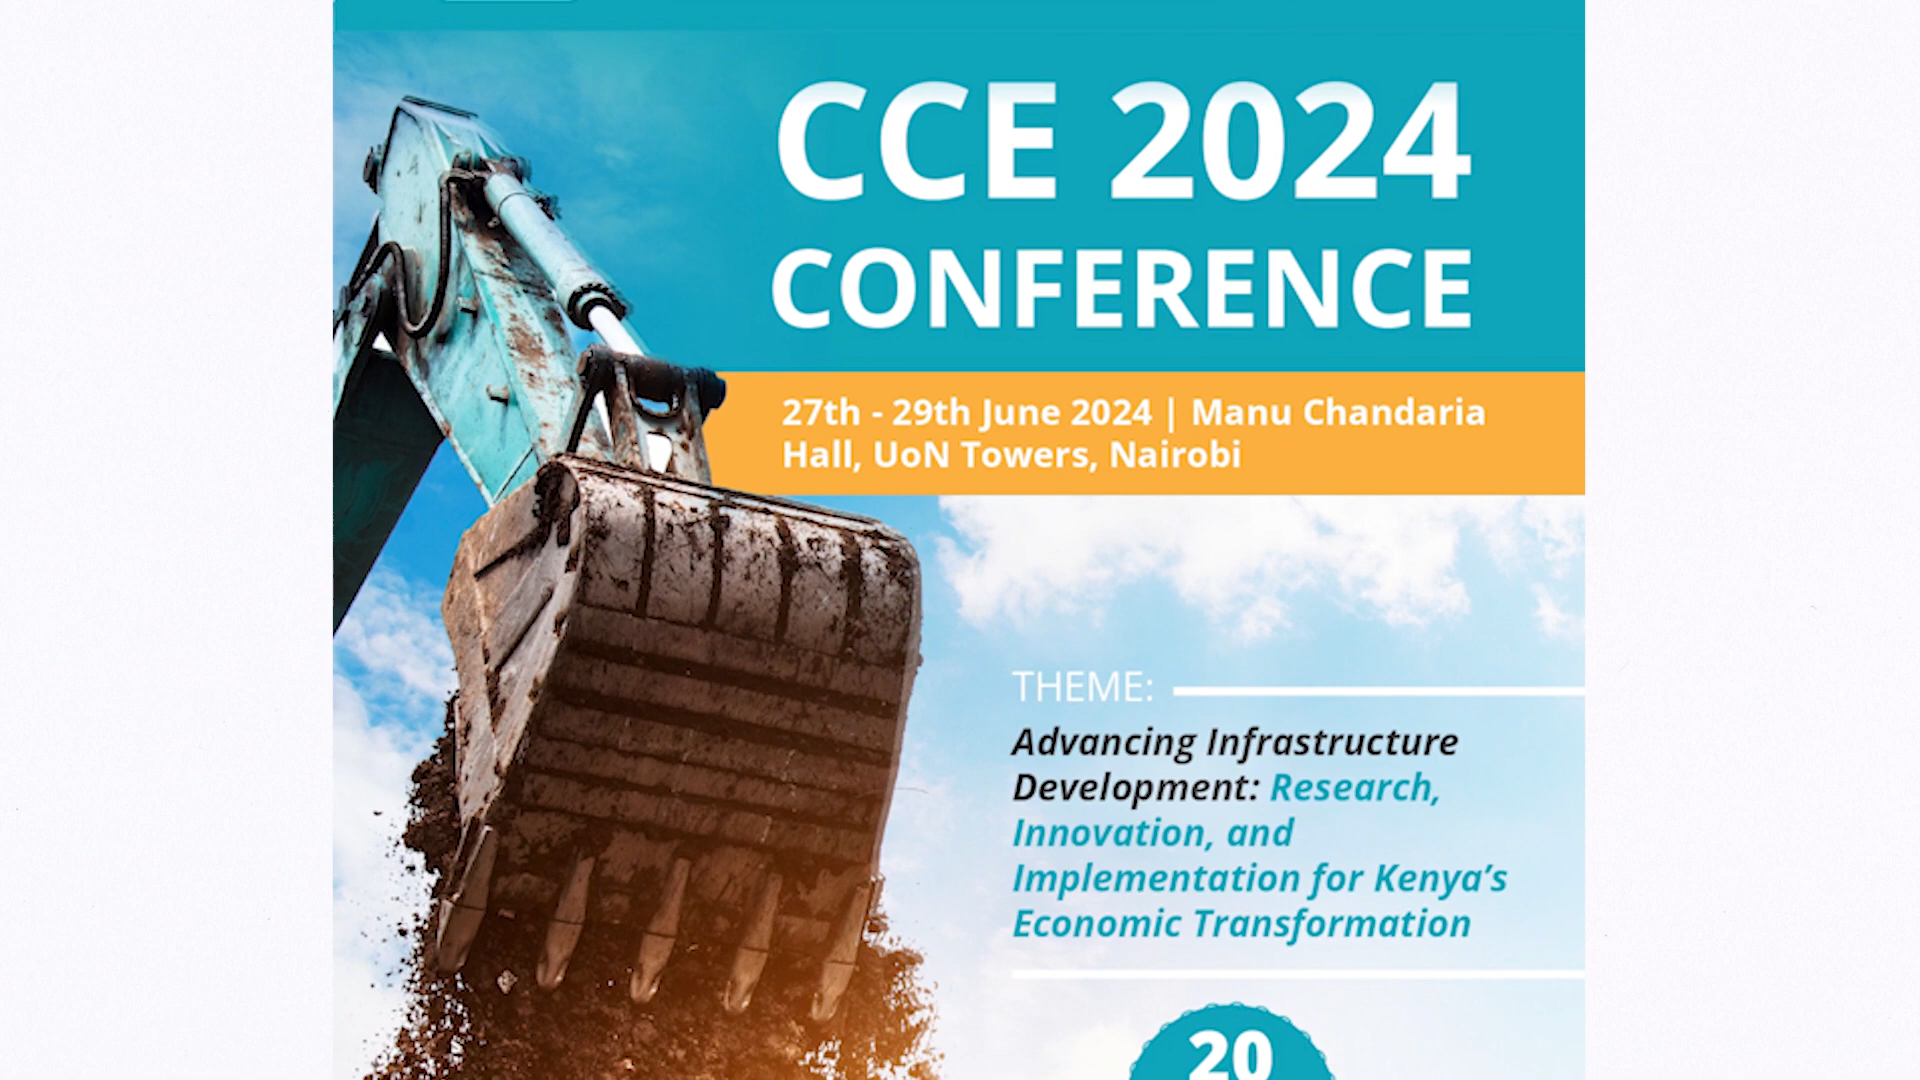 CCE 2024
CONFERENCE
27th - 29th June 2024 | Manu Chandaria
Hall, UoN Towers, Nairobi
THEME:
Advancing Infrastructure
Development: Research,
Innovation, and
Implementation for Kenya’s
Economic Transformation
20